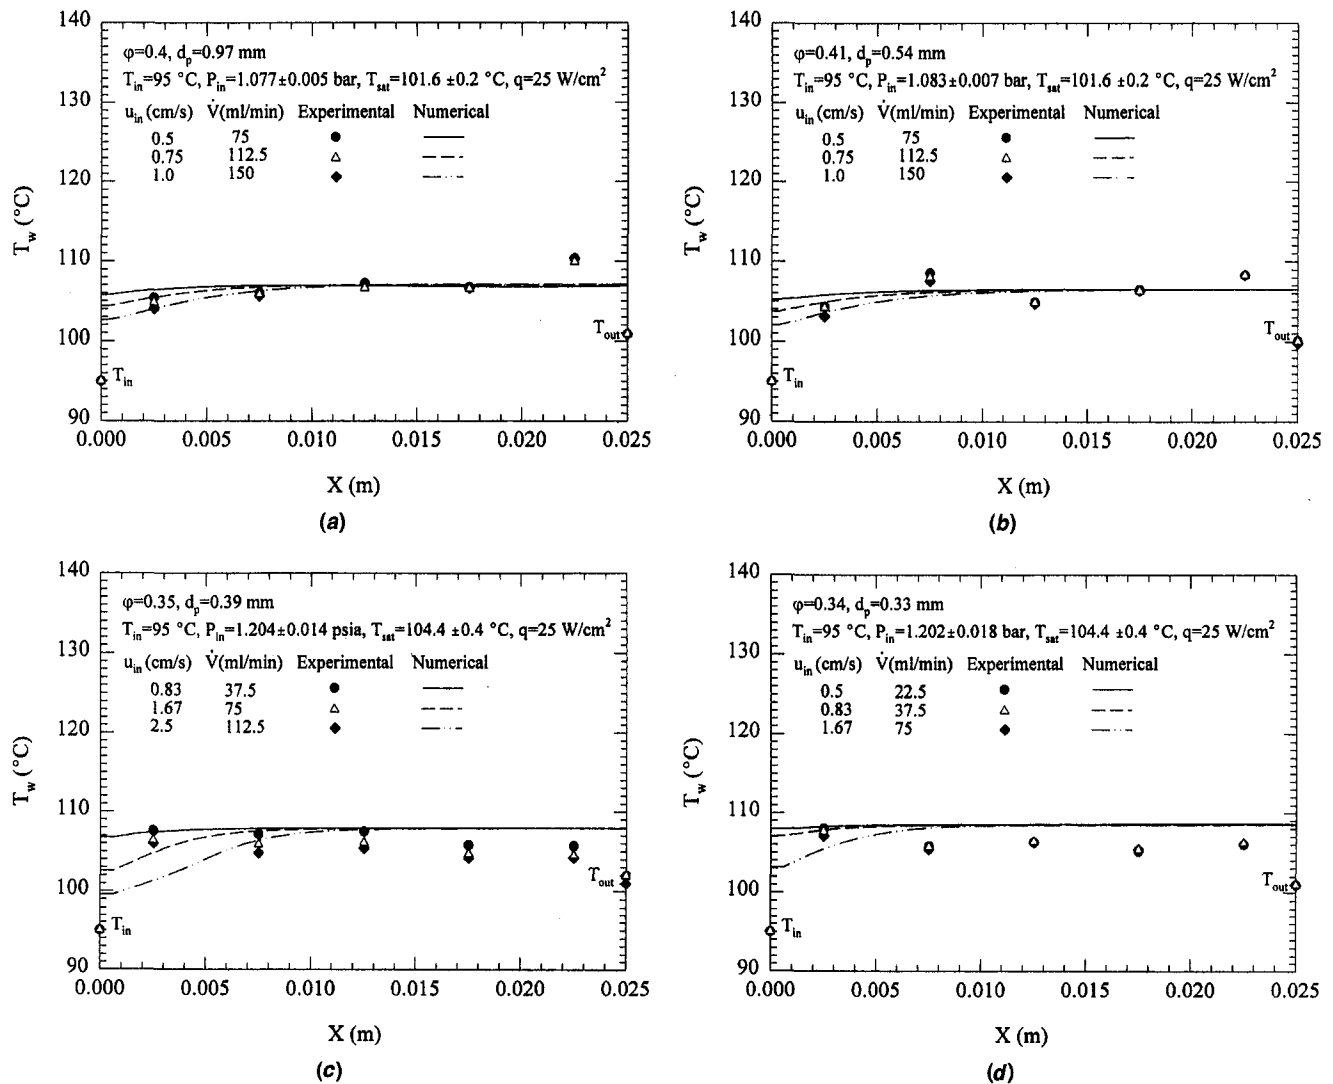 140
130
120
110
100
90
T_w (°C)
φ=0.4, d_p=0.97 mm
T_in=95 °C, P_in=1.077±0.005 bar, T_sat=101.6 ±0.2 °C, q=25 W/cm²
u_in (cm/s) V̇(ml/min) Experimental Numerical
0.5 75
0.75 112.5
1.0 150
T_out
T_in
0.000 0.005 0.010 0.015 0.020 0.025
X (m)
(a)
140
130
120
110
100
90
T_w (°C)
φ=0.41, d_p=0.54 mm
T_in=95 °C, P_in=1.083±0.007 bar, T_sat=101.6 ±0.2 °C, q=25 W/cm²
u_in (cm/s) V̇(ml/min) Experimental Numerical
0.5 75
0.75 112.5
1.0 150
T_out
T_in
0.000 0.005 0.010 0.015 0.020 0.025
X (m)
(b)
140
130
120
110
100
90
T_w (°C)
φ=0.35, d_p=0.39 mm
T_in=95 °C, P_in=1.204±0.014 psia, T_sat=104.4 ±0.4 °C, q=25 W/cm²
u_in (cm/s) V̇(ml/min) Experimental Numerical
0.83 37.5
1.67 75
2.5 112.5
T_out
T_in
0.000 0.005 0.010 0.015 0.020 0.025
X (m)
(c)
140
130
120
110
100
90
T_w (°C)
φ=0.34, d_p=0.33 mm
T_in=95 °C, P_in=1.202±0.018 bar, T_sat=104.4 ±0.4 °C, q=25 W/cm²
u_in (cm/s) V̇(ml/min) Experimental Numerical
0.5 22.5
0.83 37.5
1.67 75
T_out
T_in
0.000 0.005 0.010 0.015 0.020 0.025
X (m)
(d)